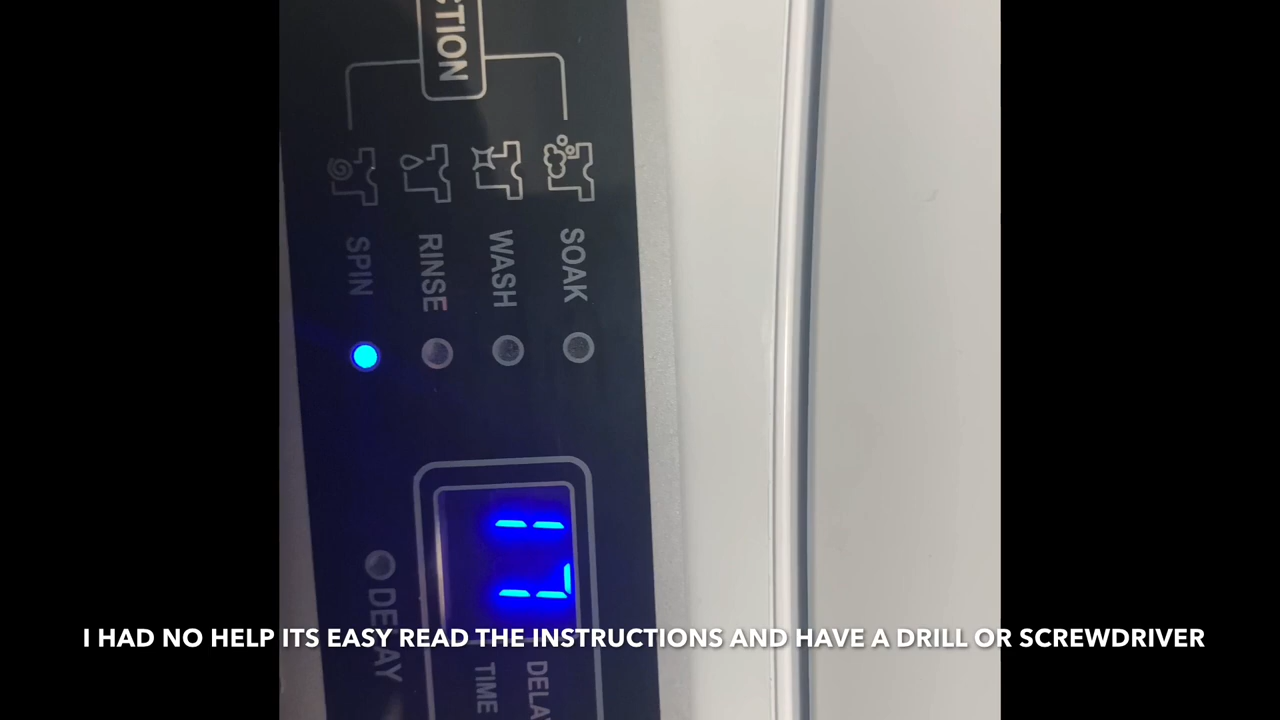 CTION
SOAK
WASH
RINSE
SPIN
17
DELAY
TIME
DELAY
I HAD NO HELP ITS EASY READ THE INSTRUCTIONS AND HAVE A DRILL OR SCREWDRIVER